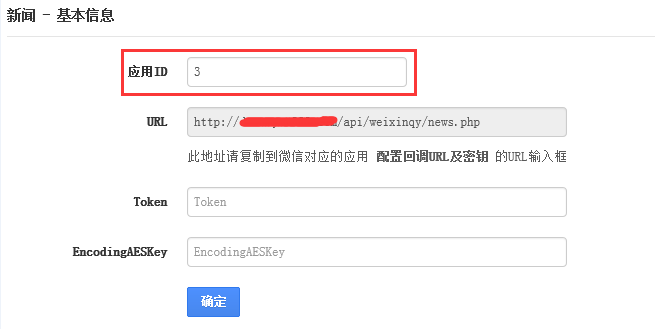 新闻 - 基本信息
应用ID 3
URL http:// /api/weixinqy/news.php
此地址请复制到微信对应的应用 配置回调URL及密钥 的URL输入框
Token Token
EncodingAESKey EncodingAESKey
确定